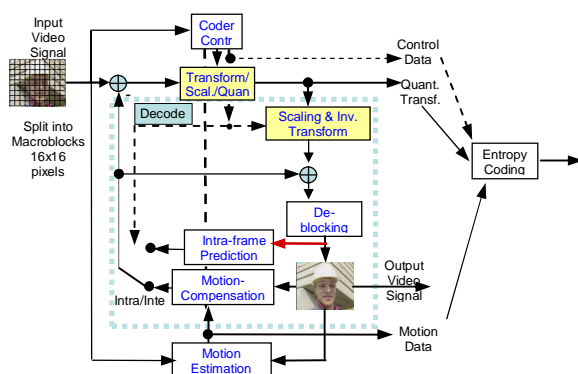 Input
Video
Signal
Coder
Contr
Control
Data
Transform/
Scal./Quan
Quant.
Transf.
Split into
Macroblocks
16x16
pixels
Decode
Scaling & Inv.
Transform
Entropy
Coding
De-
blocking
Intra-frame
Prediction
Output
Video
Signal
Intra/Inte
Motion-
Compensation
Motion
Data
Motion
Estimation